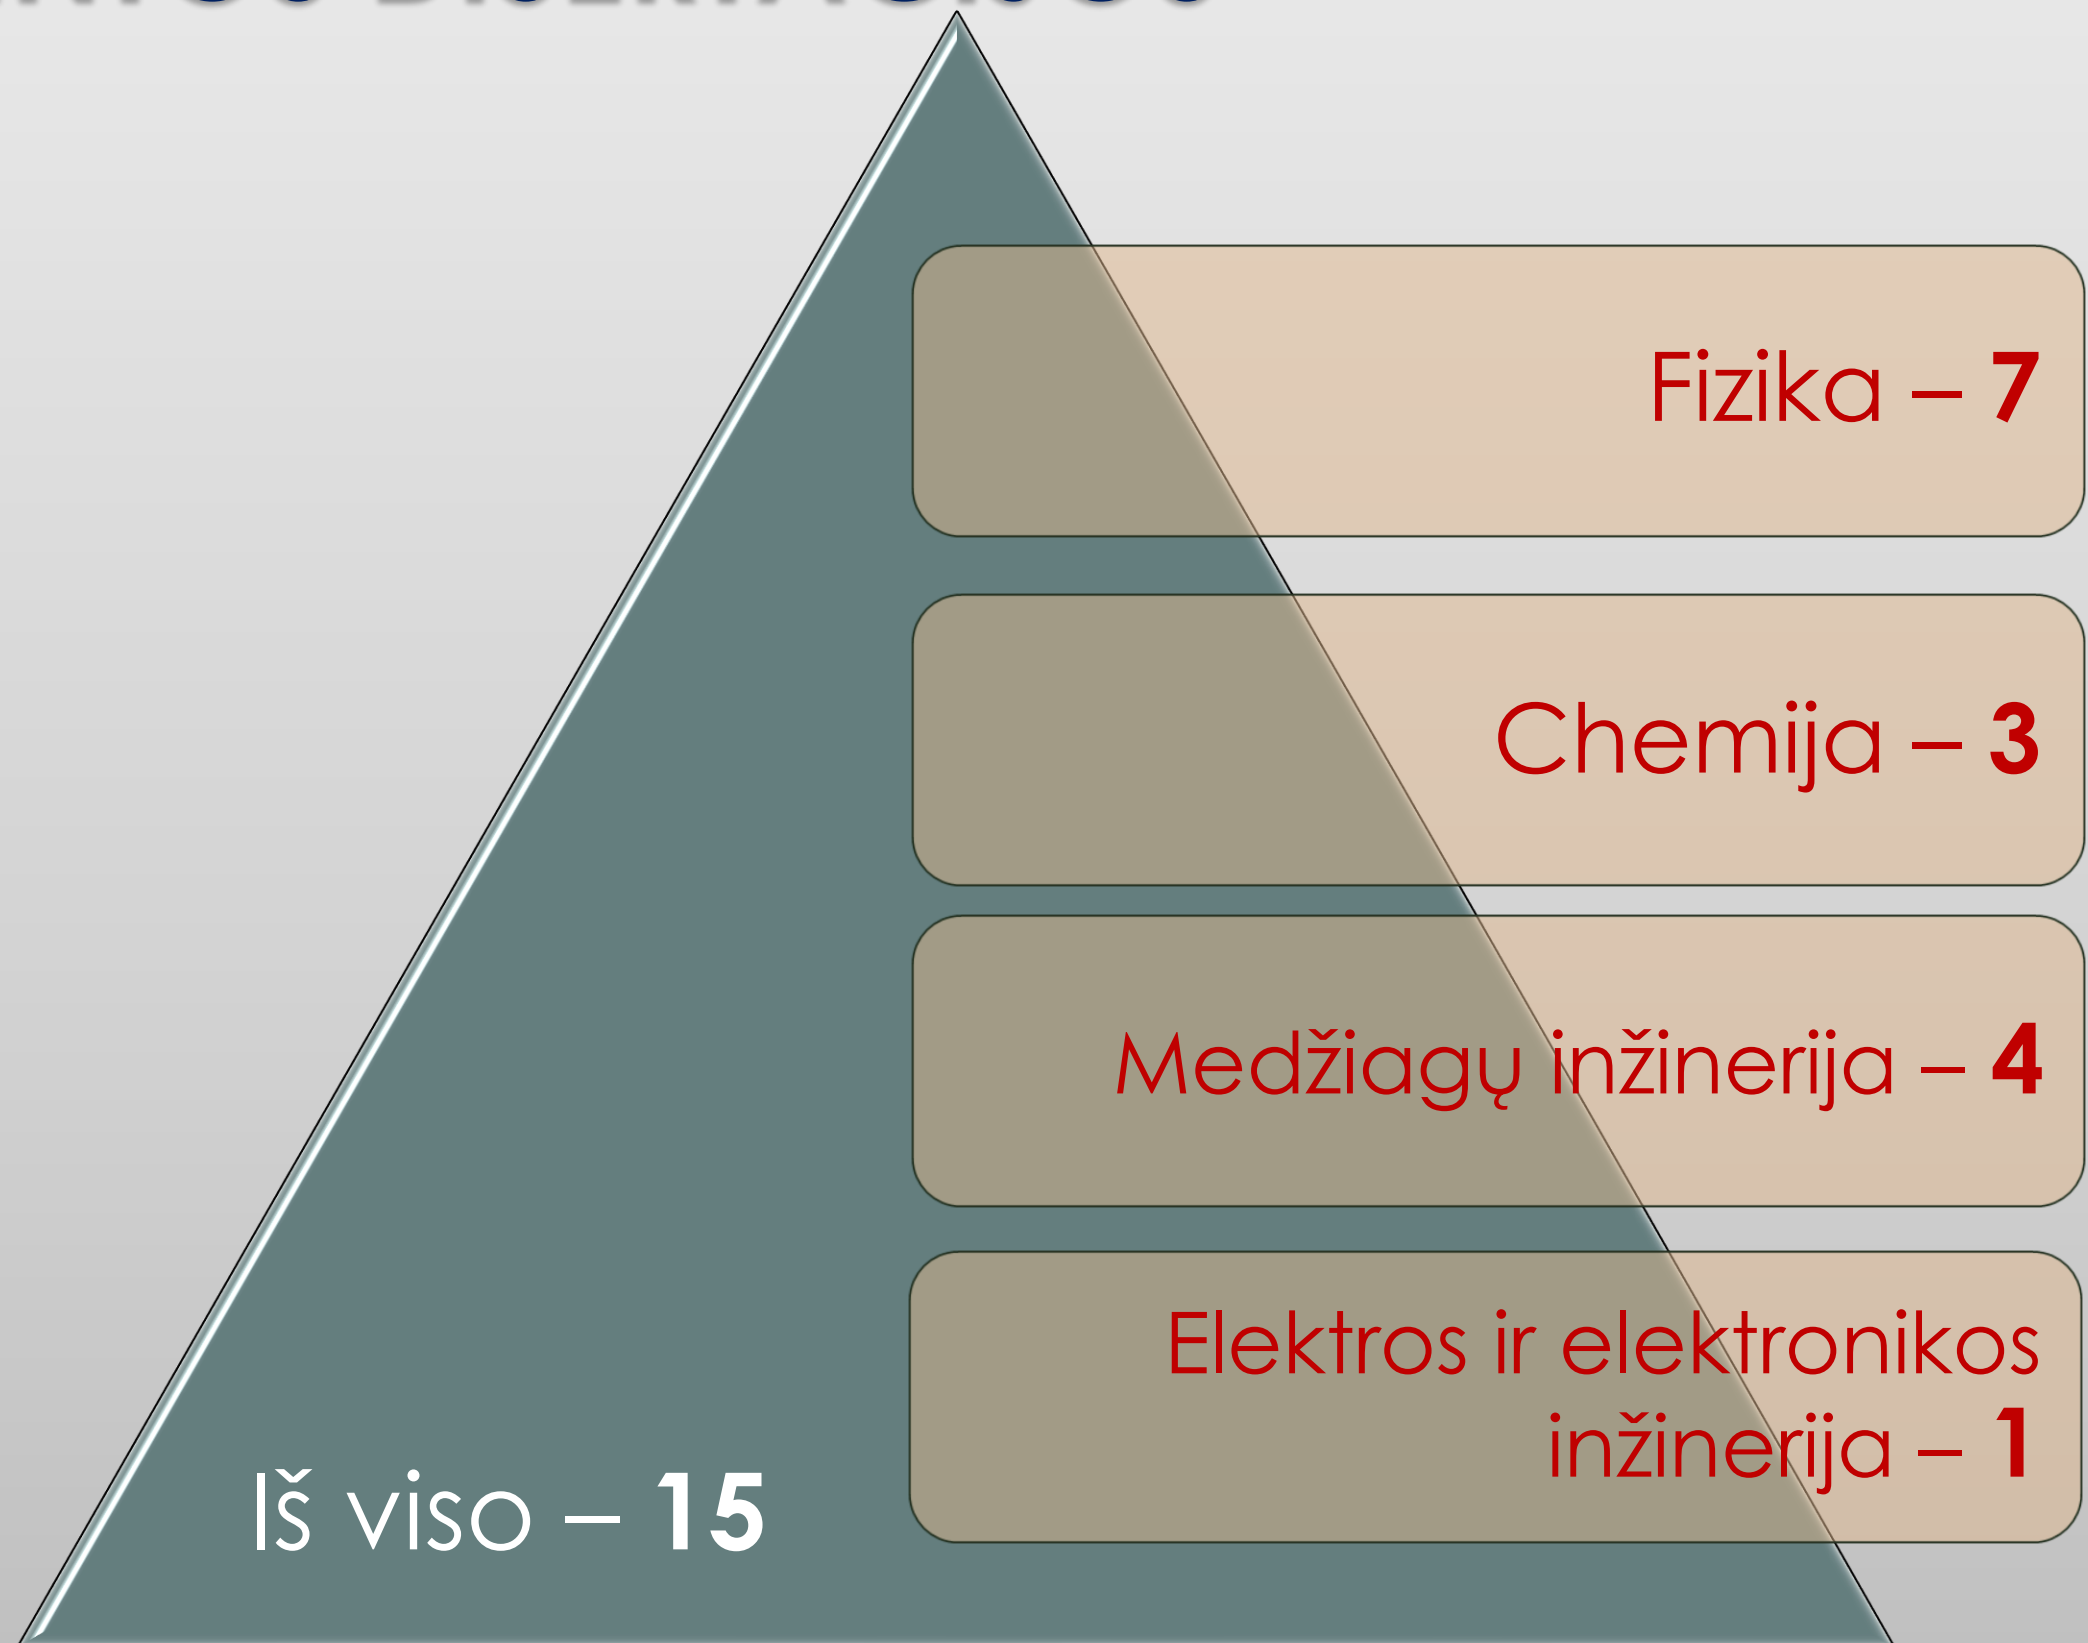 Fizika – 7
Chemija – 3
Medžiagų inžinerija – 4
Elektros ir elektronikos
inžinerija – 1
Iš viso – 15